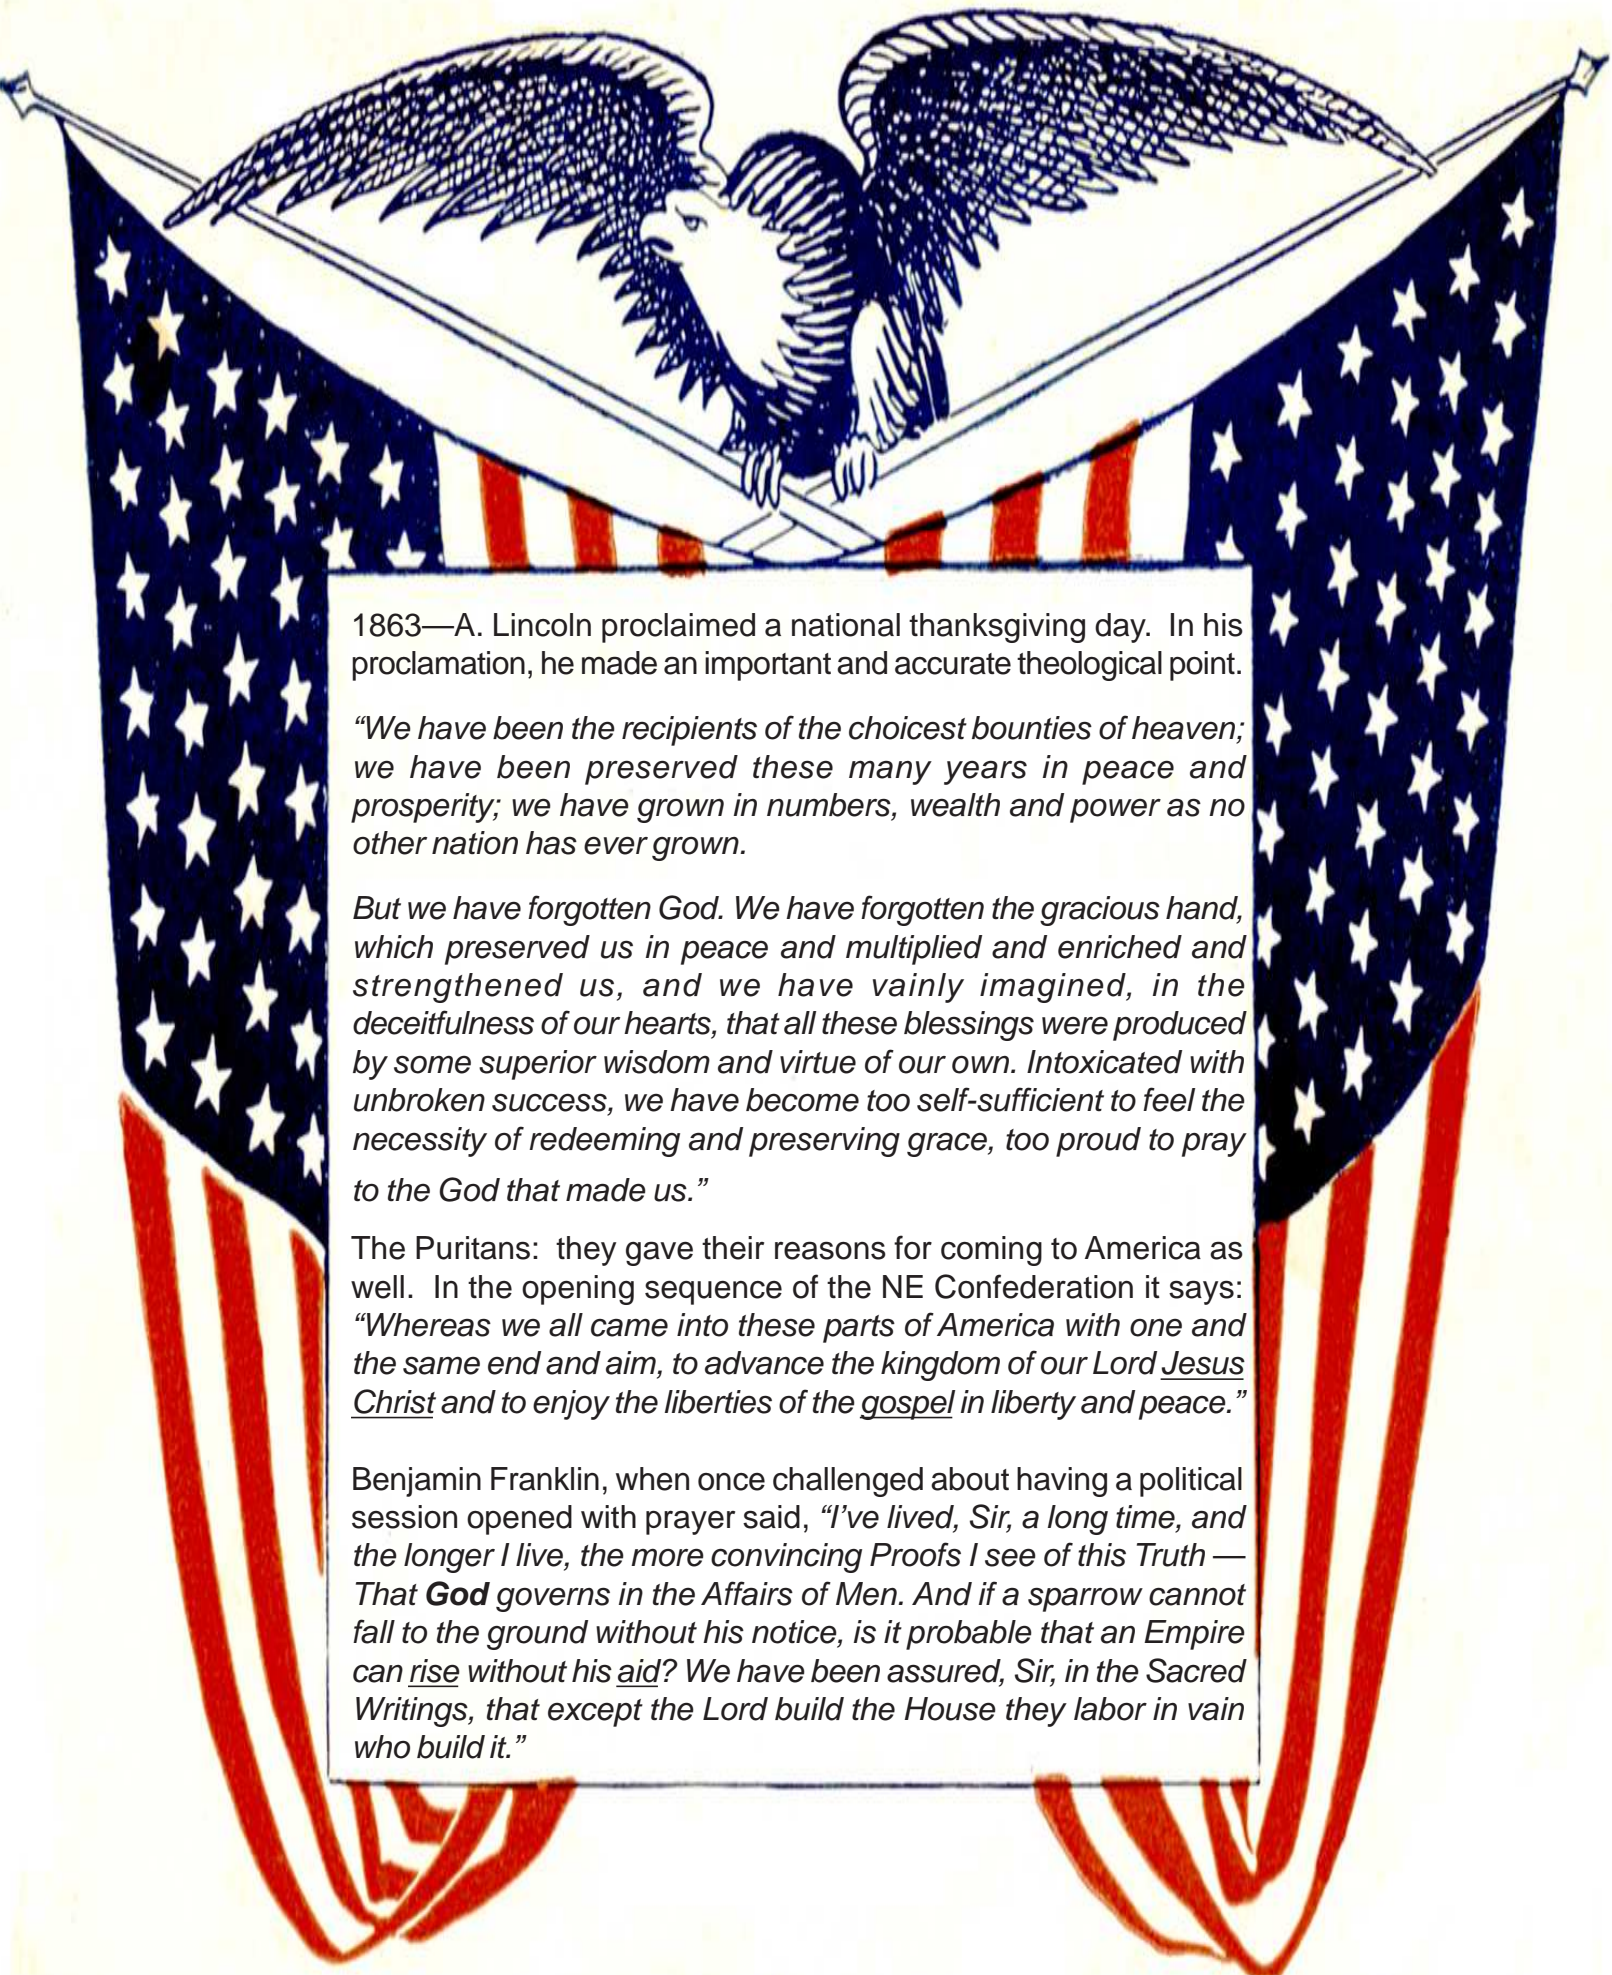 1863—A. Lincoln proclaimed a national thanksgiving day.  In his
proclamation, he made an important and accurate theological point.
“We have been the recipients of the choicest bounties of heaven;
we have been preserved these many years in peace and
prosperity; we have grown in numbers, wealth and power as no
other nation has ever grown.
But we have forgotten God. We have forgotten the gracious hand,
which preserved us in peace and multiplied and enriched and
strengthened us, and we have vainly imagined, in the
deceitfulness of our hearts, that all these blessings were produced
by some superior wisdom and virtue of our own. Intoxicated with
unbroken success, we have become too self-sufficient to feel the
necessity of redeeming and preserving grace, too proud to pray
to the God that made us.”
The Puritans:  they gave their reasons for coming to America as
well.  In the opening sequence of the NE Confederation it says:
“Whereas we all came into these parts of America with one and
the same end and aim, to advance the kingdom of our Lord Jesus
Christ and to enjoy the liberties of the gospel in liberty and peace.”
Benjamin Franklin, when once challenged about having a political
session opened with prayer said, “I’ve lived, Sir, a long time, and
the longer I live, the more convincing Proofs I see of this Truth —
That God governs in the Affairs of Men. And if a sparrow cannot
fall to the ground without his notice, is it probable that an Empire
can rise without his aid? We have been assured, Sir, in the Sacred
Writings, that except the Lord build the House they labor in vain
who build it.”